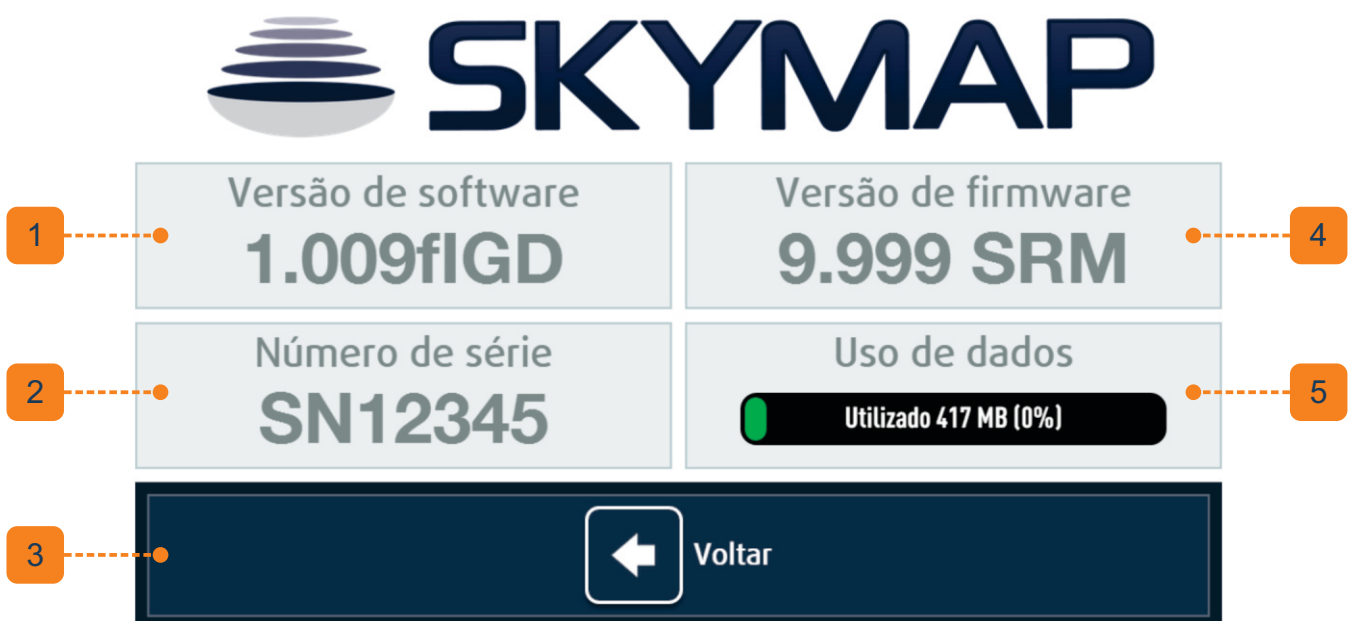 SKYMAP
1
Versão de software
1.009fIGD
Versão de firmware
9.999 SRM
4
2
Número de série
SN12345
Uso de dados
Utilizado 417 MB (0%)
5
3
Voltar